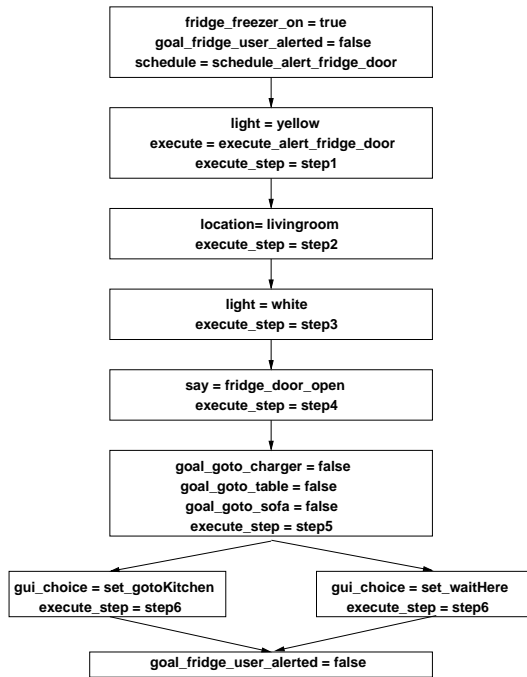 fridge_freezer_on = true
goal_fridge_user_alerted = false
schedule = schedule_alert_fridge_door
light = yellow
execute = execute_alert_fridge_door
execute_step = step1
location= livingroom
execute_step = step2
light = white
execute_step = step3
say = fridge_door_open
execute_step = step4
goal_goto_charger = false
goal_goto_table = false
goal_goto_sofa = false
execute_step = step5
gui_choice = set_gotoKitchen
execute_step = step6
gui_choice = set_waitHere
execute_step = step6
goal_fridge_user_alerted = false